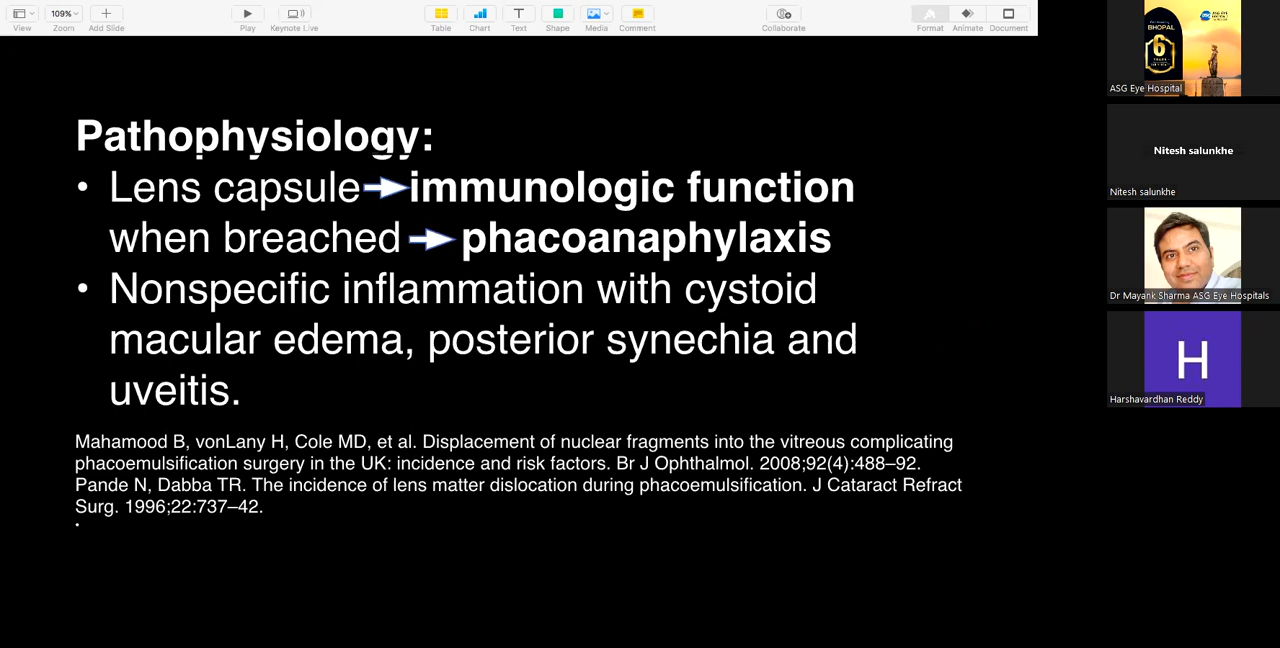 View
109%
Zoom
Add Slide
Play
Keynote Live
Table
Chart
Text
Shape
Media
Comment
Collaborate
Format
Animate
Document
Pathophysiology:
• Lens capsule immunologic function
when breached phacoanaphylaxis
• Nonspecific inflammation with cystoid
macular edema, posterior synechia and
uveitis.
Mahamood B, vonLany H, Cole MD, et al. Displacement of nuclear fragments into the vitreous complicating
phacoemulsification surgery in the UK: incidence and risk factors. Br J Ophthalmol. 2008;92(4):488–92.
Pande N, Dabba TR. The incidence of lens matter dislocation during phacoemulsification. J Cataract Refract
Surg. 1996;22:737–42.
•
BHOPAL
6
ASG Eye Hospital
Nitesh salunkhe
Nitesh salunkhe
Dr Mayank Sharma ASG Eye Hospitals
H
Harshavardhan Reddy